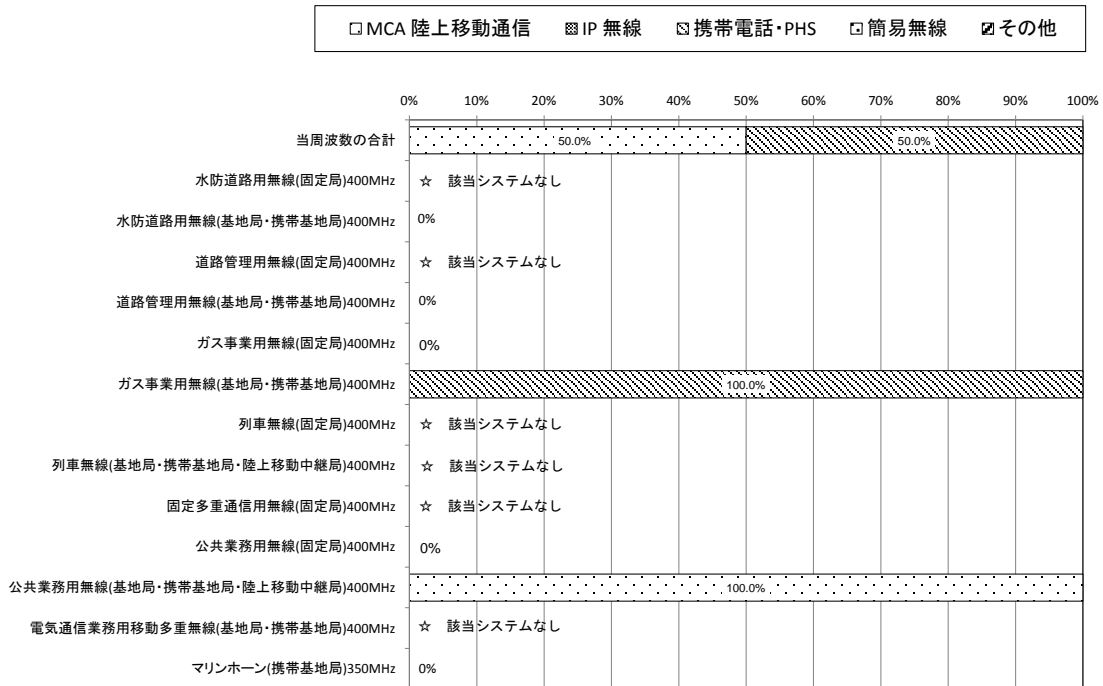 MCA 陸上移動通信 IP 無線 携帯電話・PHS 簡易無線 その他
0% 10% 20% 30% 40% 50% 60% 70% 80% 90% 100%
当周波数の合計 50.0% 50.0%
水防道路用無線(固定局)400MHz ☆ 該当システムなし
水防道路用無線(基地局・携帯基地局)400MHz 0%
道路管理用無線(固定局)400MHz ☆ 該当システムなし
道路管理用無線(基地局・携帯基地局)400MHz 0%
ガス事業用無線(固定局)400MHz 0%
ガス事業用無線(基地局・携帯基地局)400MHz 100.0%
列車無線(固定局)400MHz ☆ 該当システムなし
列車無線(基地局・携帯基地局・陸上移動中継局)400MHz ☆ 該当システムなし
固定多重通信用無線(固定局)400MHz ☆ 該当システムなし
公共業務用無線(固定局)400MHz 0%
公共業務用無線(基地局・携帯基地局・陸上移動中継局)400MHz 100.0%
電気通信業務用移動多重無線(基地局・携帯基地局)400MHz ☆ 該当システムなし
マリンホーン(携帯基地局)350MHz 0%